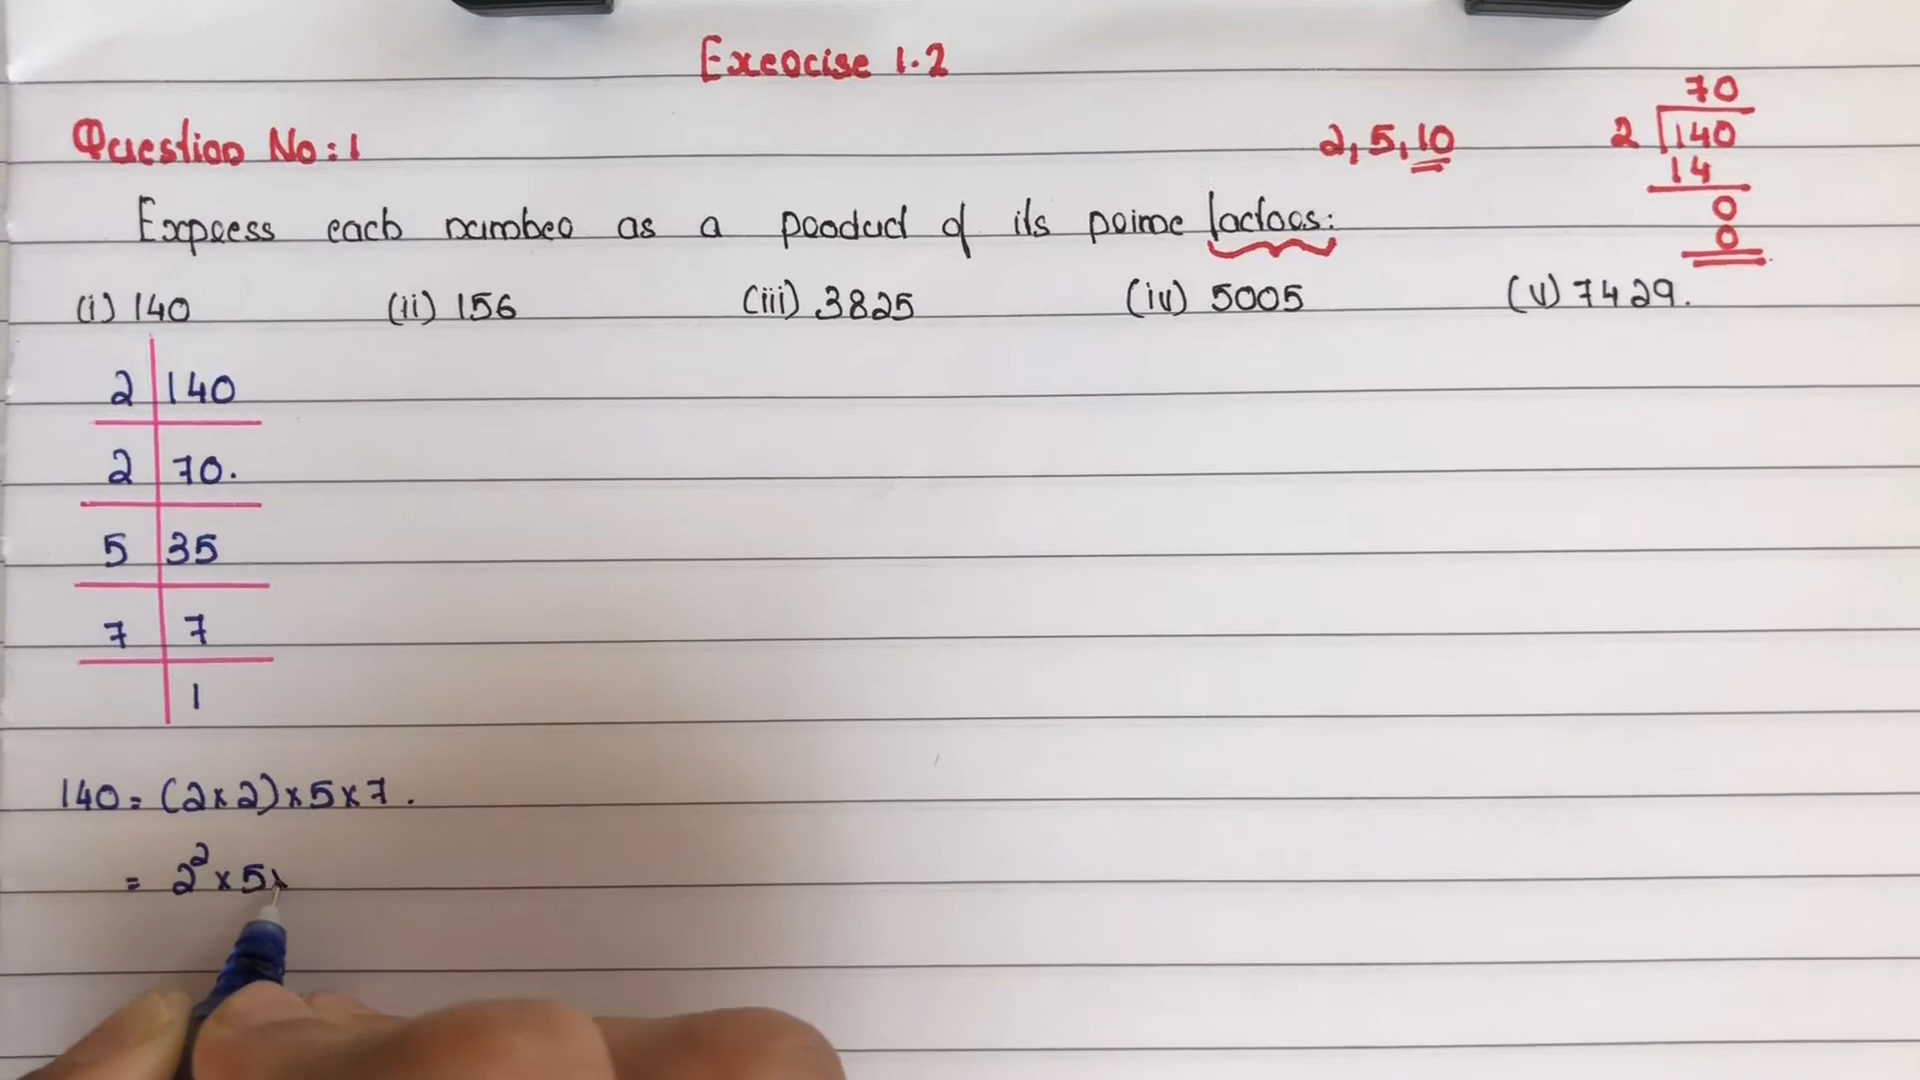 Exercise 1.2
Question No: 1
2, 5, 10
70
2 140
14
0
0
Express each number as a product of its prime factors:
(i) 140 (ii) 156 (iii) 3825 (iv) 5005 (v) 7429.
2 140
2 70.
5 35
7 7
1
140 = (2×2)×5×7.
= 2² × 5×